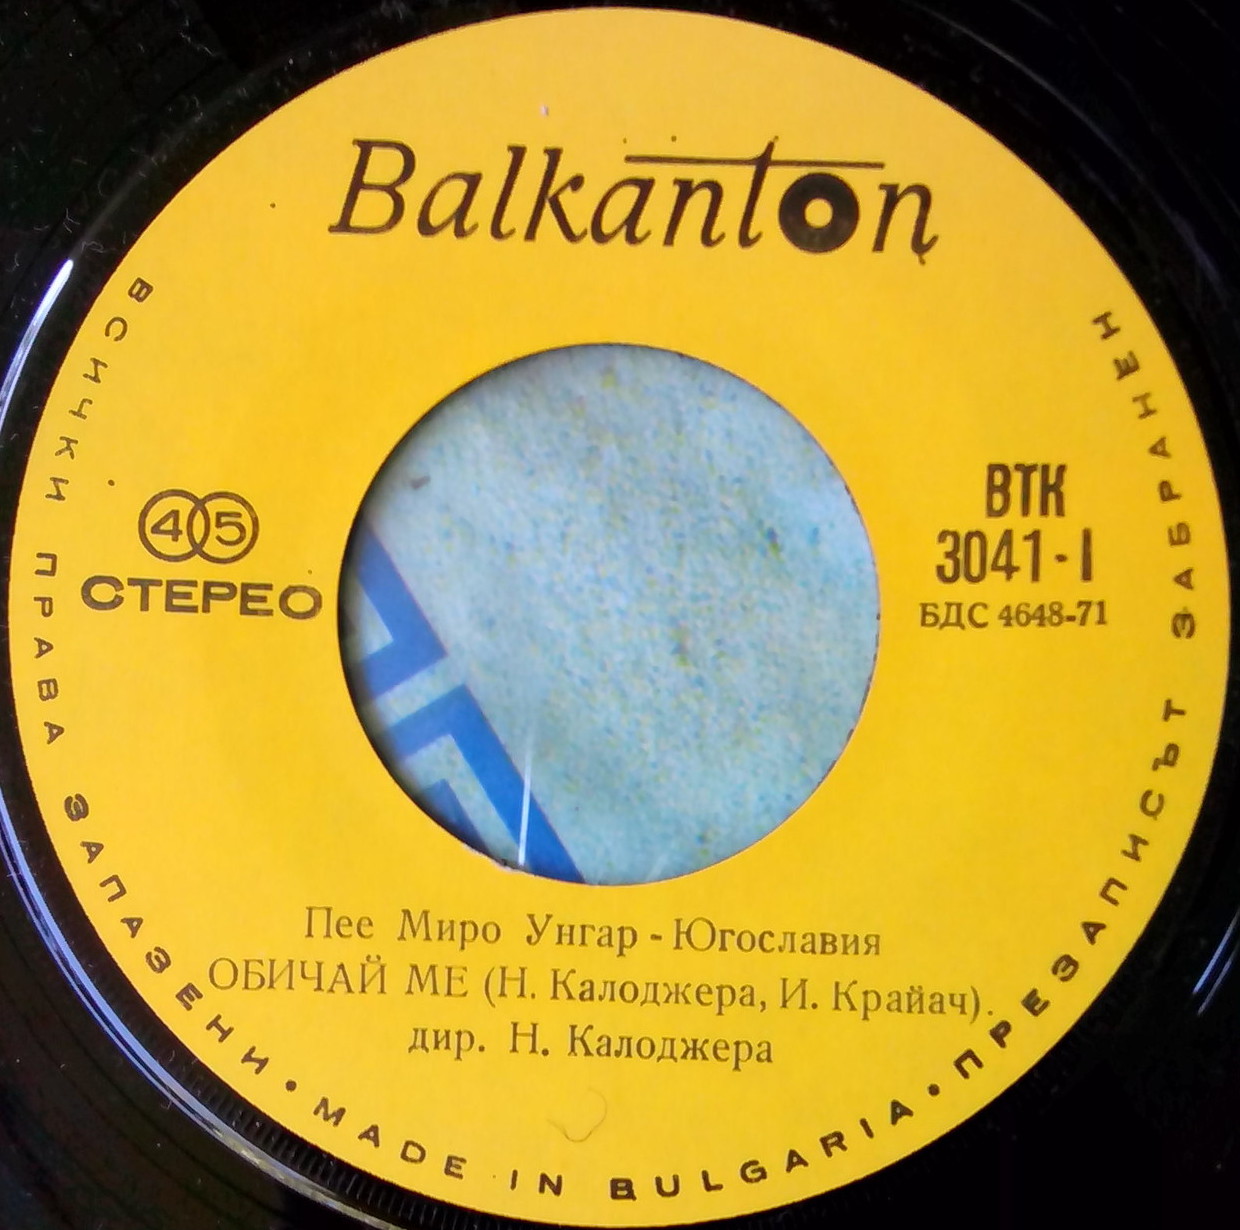 Balkanton
45
СТЕРЕО
ВТК
3041-1
БДС 4648-71
Пее Миро Унгар - Югославия
ОБИЧАЙ МЕ (Н. Калоджера, И. Крайач).
дир. Н. Калоджера
ВСИЧКИ ПРАВА ЗАПАЗЕНИ • MADE IN BULGARIA • ПРЕЗАПИСЪТ ЗАБРАНЕН